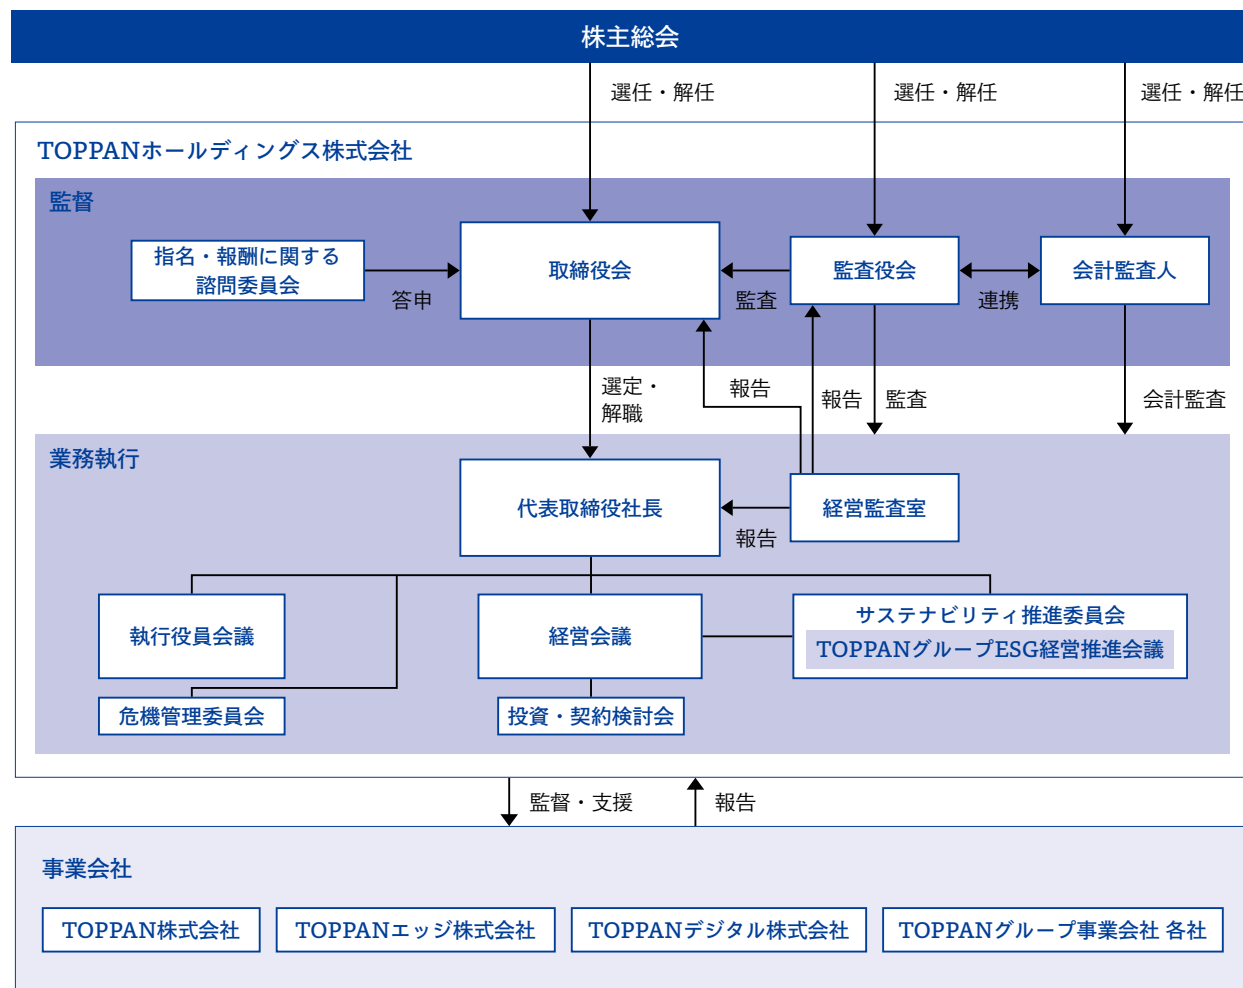 株主総会
選任・解任
選任・解任
選任・解任
TOPPANホールディングス株式会社
監督
指名・報酬に関する
諮問委員会
答申
取締役会
監査
監査役会
連携
会計監査人
選定・
解職
報告
報告
監査
会計監査
業務執行
代表取締役社長
報告
経営監査室
執行役員会議
経営会議
サステナビリティ推進委員会
TOPPANグループESG経営推進会議
危機管理委員会
投資・契約検討会
監督・支援
報告
事業会社
TOPPAN株式会社
TOPPANエッジ株式会社
TOPPANデジタル株式会社
TOPPANグループ事業会社 各社